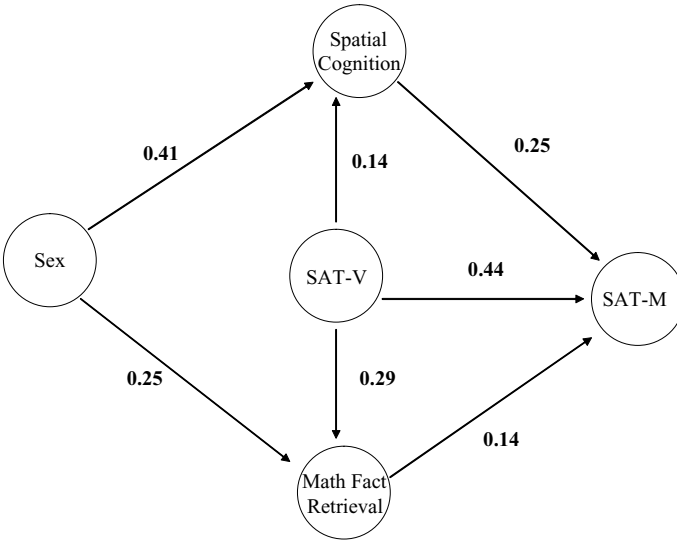 Spatial
Cognition
0.41
0.14
0.25
Sex
SAT-V
0.44
SAT-M
0.25
0.29
0.14
Math Fact
Retrieval